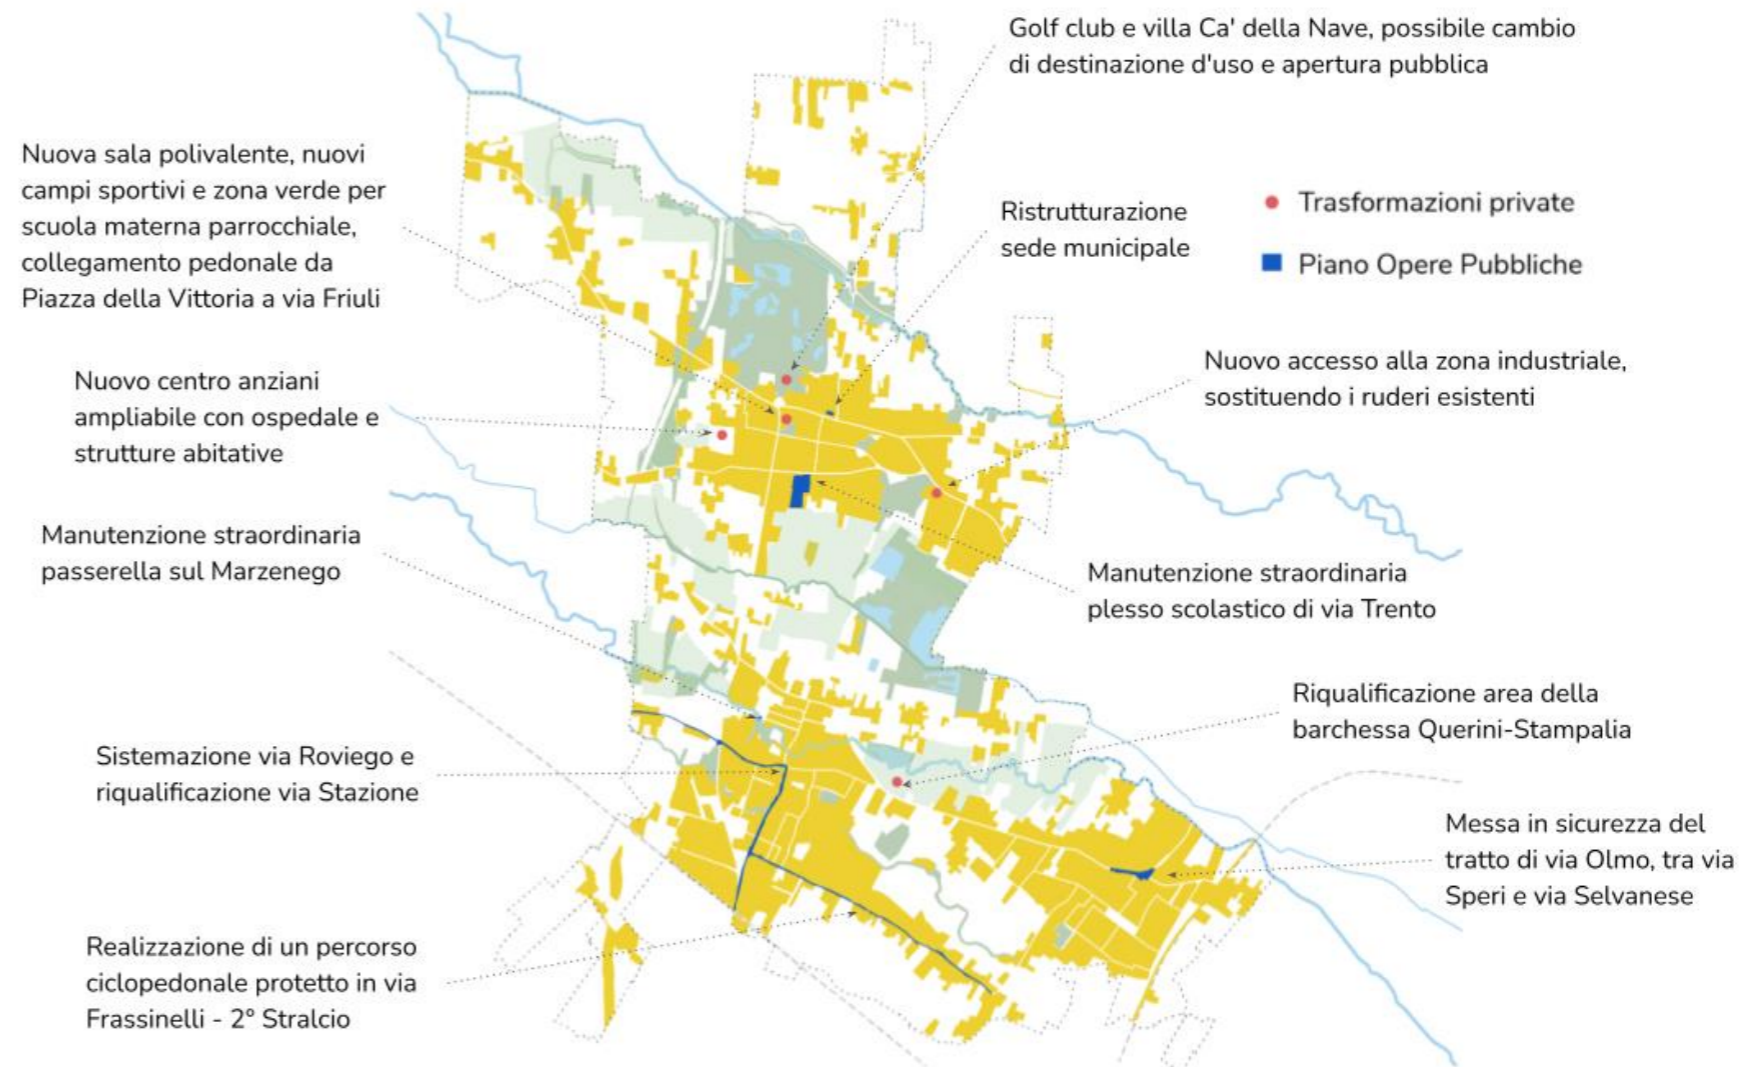 Golf club e villa Ca' della Nave, possibile cambio
di destinazione d'uso e apertura pubblica
Nuova sala polivalente, nuovi
campi sportivi e zona verde per
scuola materna parrocchiale,
collegamento pedonale da
Piazza della Vittoria a via Friuli
Ristrutturazione
sede municipale
Trasformazioni private
Piano Opere Pubbliche
Nuovo centro anziani
ampliabile con ospedale e
strutture abitative
Nuovo accesso alla zona industriale,
sostituendo i ruderi esistenti
Manutenzione straordinaria
passerella sul Marzenego
Manutenzione straordinaria
plesso scolastico di via Trento
Riqualificazione area della
barchessa Querini-Stampalia
Sistemazione via Roviego e
riqualificazione via Stazione
Messa in sicurezza del
tratto di via Olmo, tra via
Speri e via Selvanese
Realizzazione di un percorso
ciclopedonale protetto in via
Frassinelli - 2° Stralcio